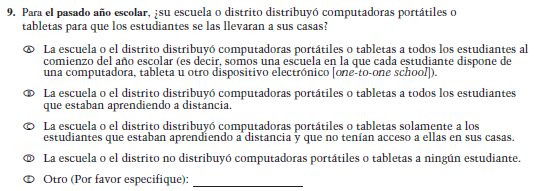 9. Para el pasado año escolar, ¿su escuela o distrito distribuyó computadoras portátiles o
tabletas para que los estudiantes se las llevaran a sus casas?
Ⓐ La escuela o el distrito distribuyó computadoras portátiles o tabletas a todos los estudiantes al
comienzo del año escolar (es decir, somos una escuela en la que cada estudiante dispone de
una computadora, tableta u otro dispositivo electrónico [one-to-one school]).
Ⓑ La escuela o el distrito distribuyó computadoras portátiles o tabletas a todos los estudiantes
que estaban aprendiendo a distancia.
Ⓒ La escuela o el distrito distribuyó computadoras portátiles o tabletas solamente a los
estudiantes que estaban aprendiendo a distancia y que no tenían acceso a ellas en sus casas.
Ⓓ La escuela o el distrito no distribuyó computadoras portátiles o tabletas a ningún estudiante.
Ⓔ Otro (Por favor especifique):